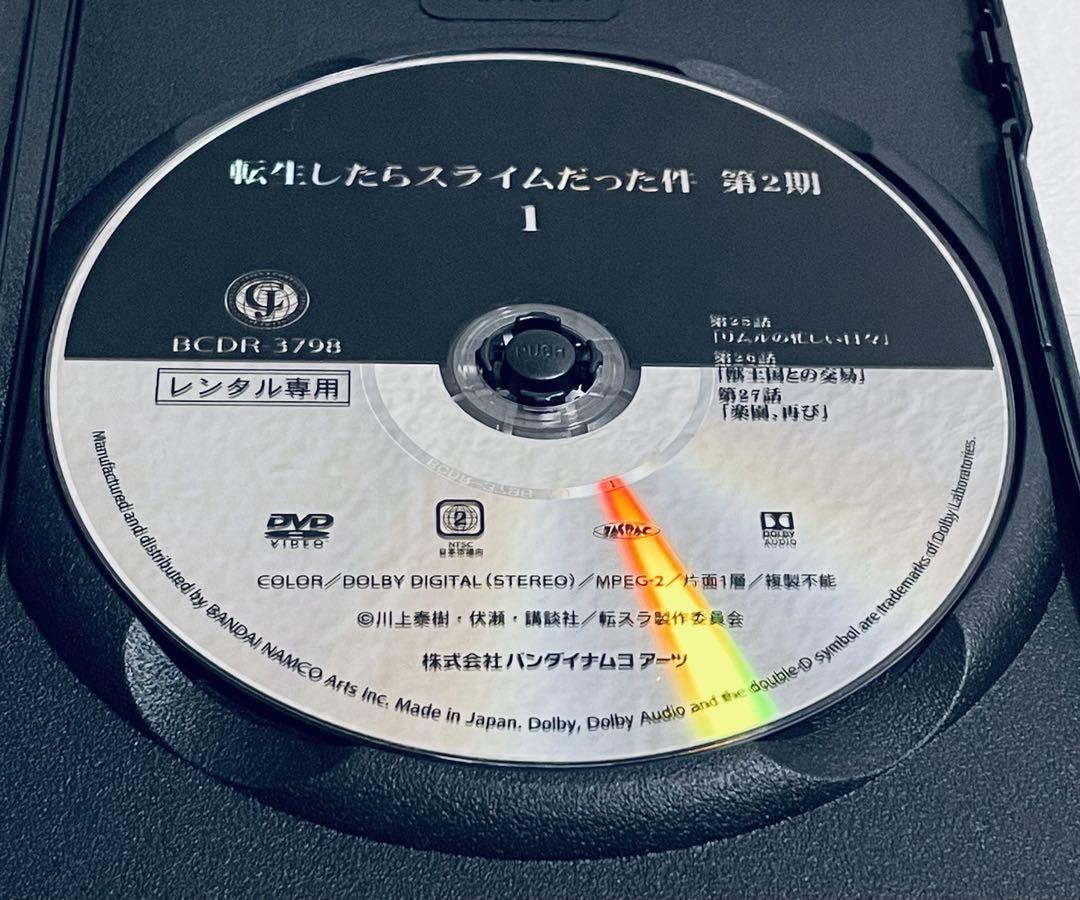 転生したらスライムだった件 第2期
1
BCDR-3798
レンタル専用
第25話
「リムルの忙しい日々」
第26話
「獣王国との交易」
第27話
「楽園、再び」
PUSH
BCDR-3798
1
DVD
VIDEO
2
NTSC
日本市場向
ZASPAC
DOLBY
AUDIO
COLOR/DOLBY DIGITAL(STEREO)/MPEG-2/片面1層/複製不能
©川上泰樹・伏瀬・講談社/転スラ製作委員会
株式会社 バンダイナムコアーツ
Manufactured and distributed by BANDAI NAMCO Arts Inc. Made in Japan. Dolby, Dolby Audio and the double-D symbol are trademarks of Dolby Laboratories.